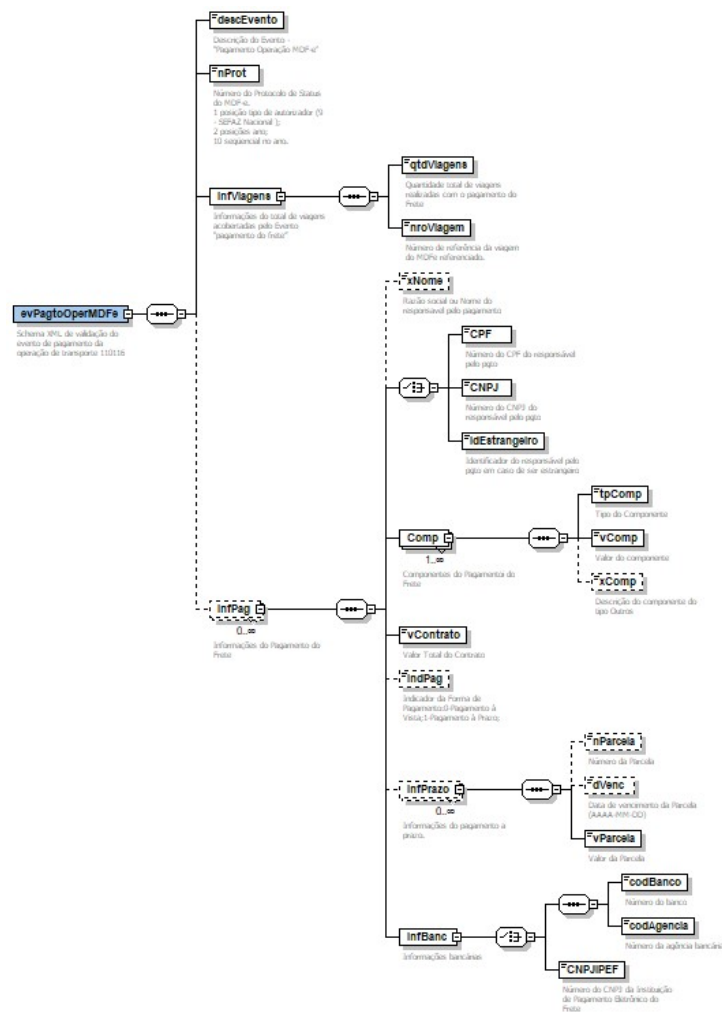 descEvento
Descrição do Evento -
"Pagamento Operação MDF-e"
nProt
Número do Protocolo de Status
do MDF-e.
1 posição tipo de autorizador (9
- SEFAZ Nacional );
2 posições ano;
10 seqüencial no ano.
infViagens
Informações do total de viagens
acobertadas pelo Evento
"pagamento do frete"
qtdViagens
Quantidade total de viagens
realizadas com o pagamento do
Frete
nroViagem
Número de referência da viagem
do MDFe referenciado.
evPagtoOperMDFe
Schema XML de validação do
evento de pagamento da
operação de transporte 110116
infPag
0..∞
Informações do Pagamento do
Frete
xNome
Razão social ou Nome do
responsavel pelo pagamento
CPF
Número do CPF do responsável
pelo pgto
CNPJ
Número do CNPJ do
responsável pelo pgto
idEstrangeiro
Identificador do responsável pelo
pgto em caso de ser estrangeiro
Comp
1..∞
Componentes do Pagamentoi do
Frete
tpComp
Tipo do Componente
vComp
Valor do componente
xComp
Descrição do componente do
tipo Outros
vContrato
Valor Total do Contrato
indPag
Indicador da Forma de
Pagamento:0-Pagamento à
Vista;1-Pagamento à Prazo;
infPrazo
0..∞
Informações do pagamento a
prazo.
nParcela
Número da Parcela
dVenc
Data de vencimento da Parcela
(AAAA-MM-DD)
vParcela
Valor da Parcela
infBanc
Informações bancárias
codBanco
Número do banco
codAgencia
Número da agência bancária
CNPJIPEF
Número do CNPJ da Instituição
de Pagamento Eletrônico do
Frete